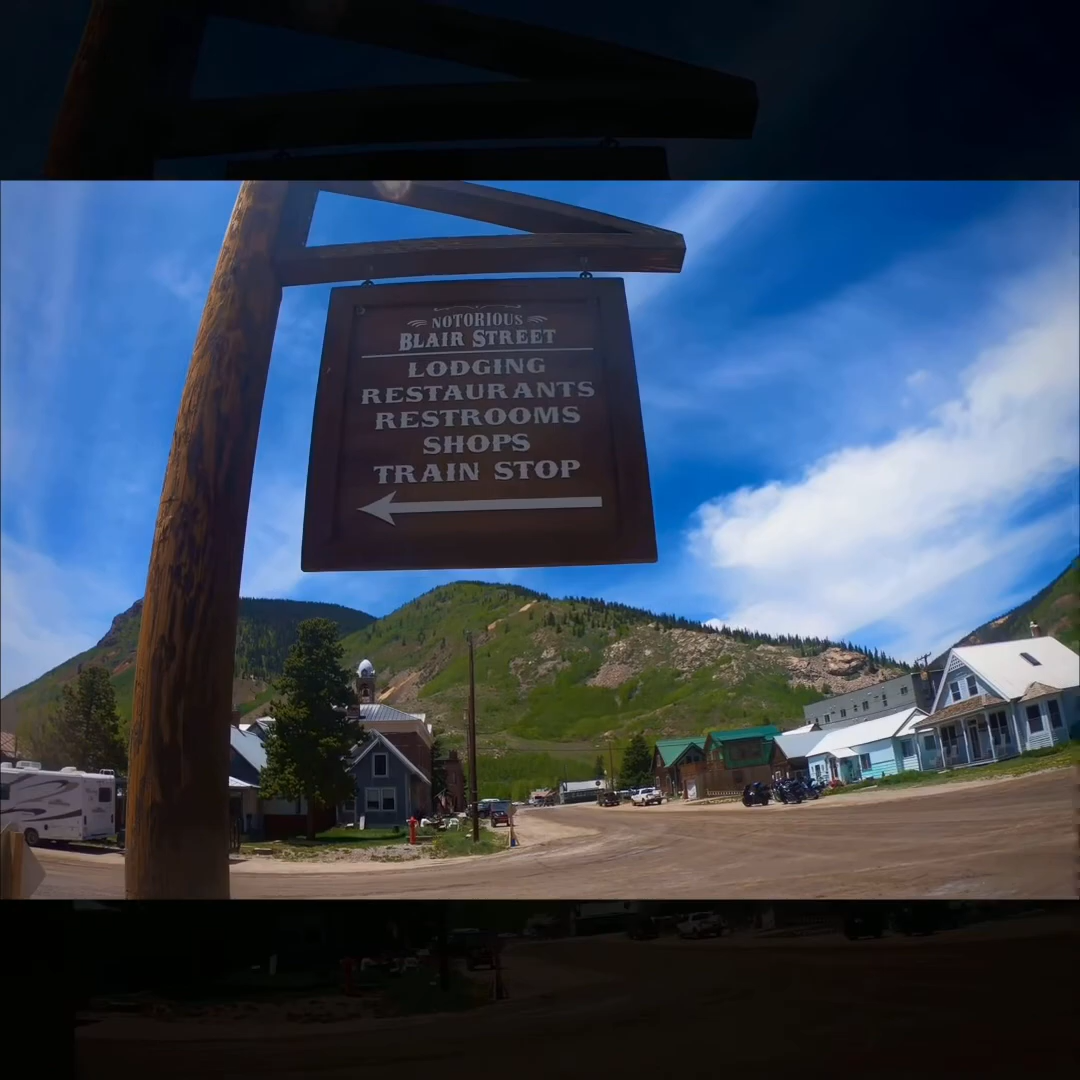 NOTORIOUS
BLAIR STREET
LODGING
RESTAURANTS
RESTROOMS
SHOPS
TRAIN STOP